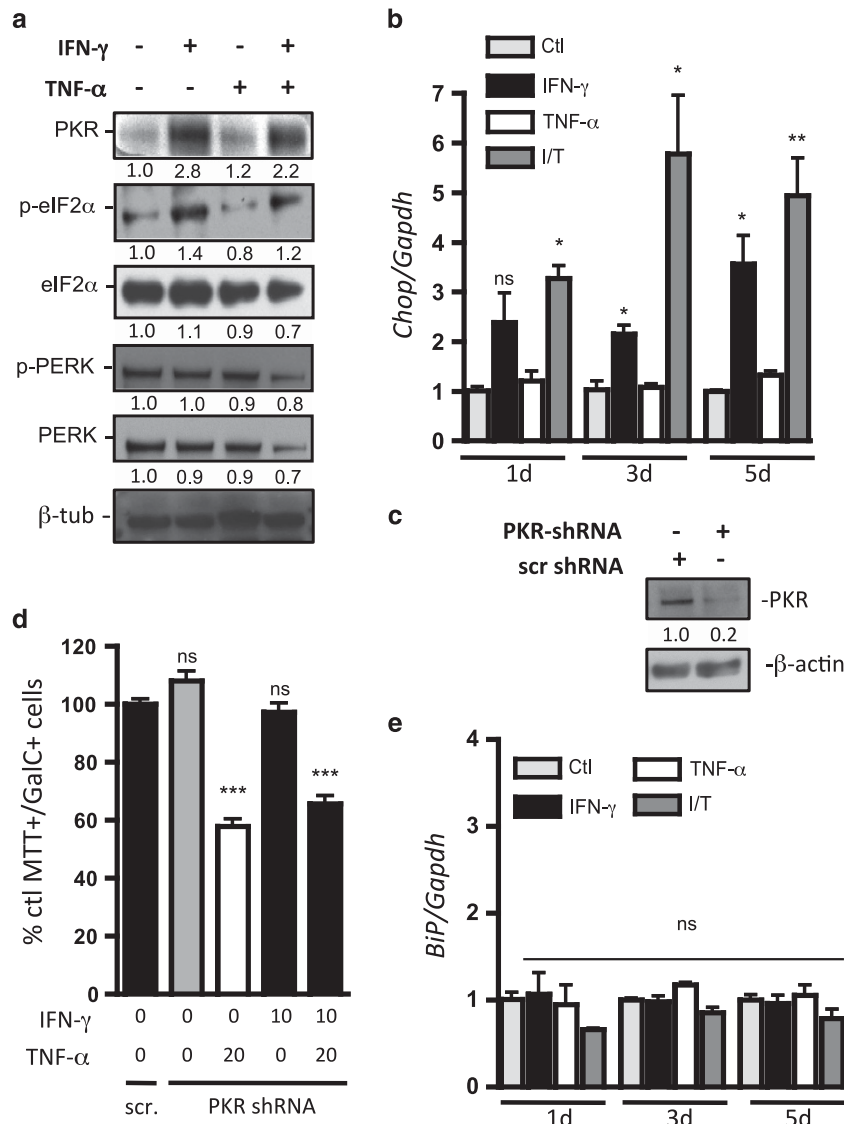 a
IFN-γ - + - +
TNF-α - - + +
PKR
1.0 2.8 1.2 2.2
p-eIF2α
1.0 1.4 0.8 1.2
eIF2α
1.0 1.1 0.9 0.7
p-PERK
1.0 1.0 0.9 0.8
PERK
1.0 0.9 0.9 0.7
β-tub
b
Ctl
IFN-γ
TNF-α
I/T
Chop/Gapdh
7
6
5
4
3
2
1
0
ns * * * * **
1d 3d 5d
c
PKR-shRNA - +
scr shRNA + -
-PKR
1.0 0.2
-β-actin
d
% ctl MTT+/GalC+ cells
120
100
80
60
40
20
0
ns *** ns ***
IFN-γ 0 0 0 10 10
TNF-α 0 0 20 0 20
scr. PKR shRNA
e
Ctl TNF-α
IFN-γ I/T
BiP/Gapdh
4
3
2
1
0
ns
1d 3d 5d